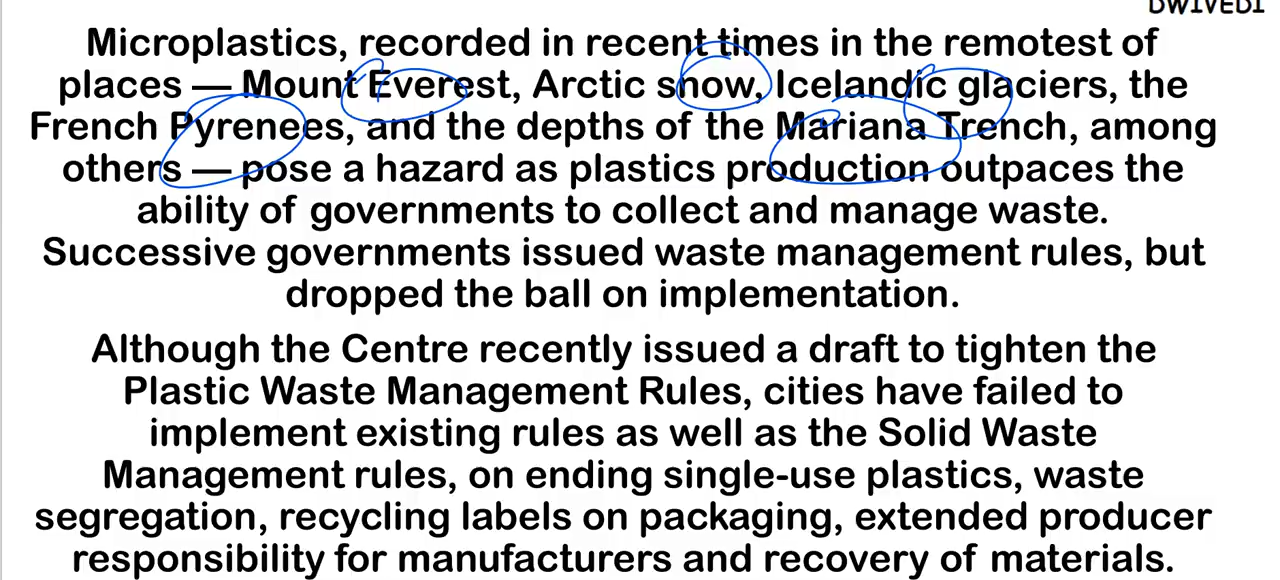 DWIVEDI
Microplastics, recorded in recent times in the remotest of
places — Mount Everest, Arctic snow, Icelandic glaciers, the
French Pyrenees, and the depths of the Mariana Trench, among
others — pose a hazard as plastics production outpaces the
ability of governments to collect and manage waste.
Successive governments issued waste management rules, but
dropped the ball on implementation.
Although the Centre recently issued a draft to tighten the
Plastic Waste Management Rules, cities have failed to
implement existing rules as well as the Solid Waste
Management rules, on ending single-use plastics, waste
segregation, recycling labels on packaging, extended producer
responsibility for manufacturers and recovery of materials.